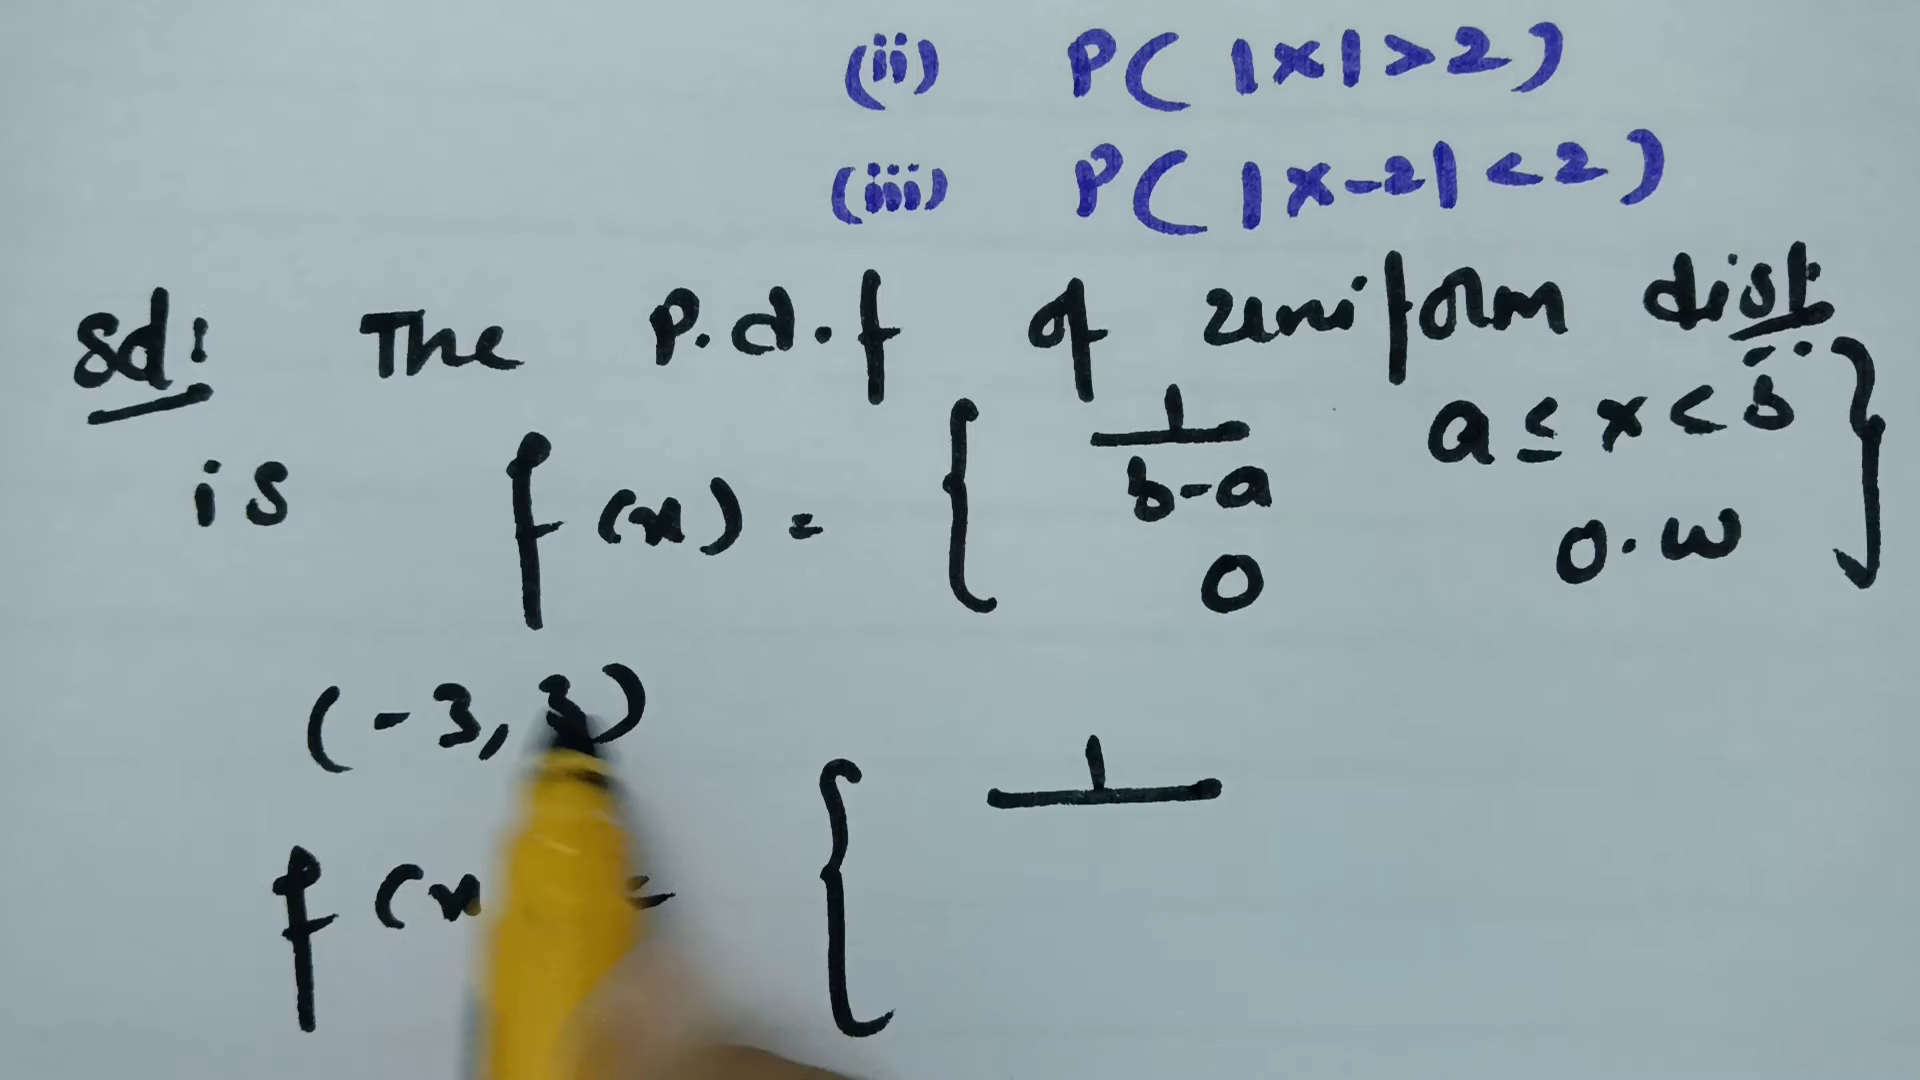 (ii) P( |x| > 2 )
(iii) P( |x-2| < 2 )
Sol: The P.d.f of uniform dist.
is f(x) = { 1/b-a a ≤ x < b
0 o.w }
(-3, 3)
f(x = { 1